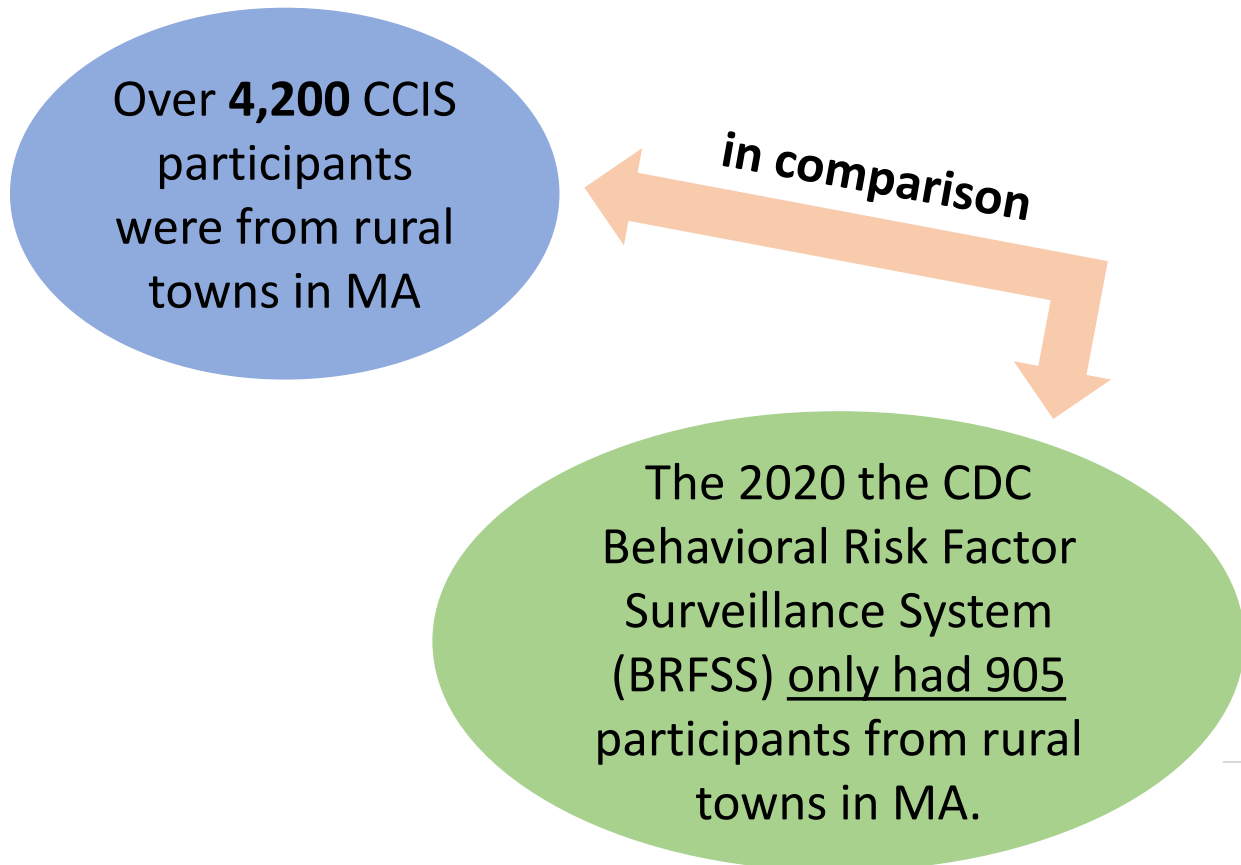 Over 4,200 CCIS
participants
were from rural
towns in MA
in comparison
The 2020 the CDC
Behavioral Risk Factor
Surveillance System
(BRFSS) only had 905
participants from rural
towns in MA.